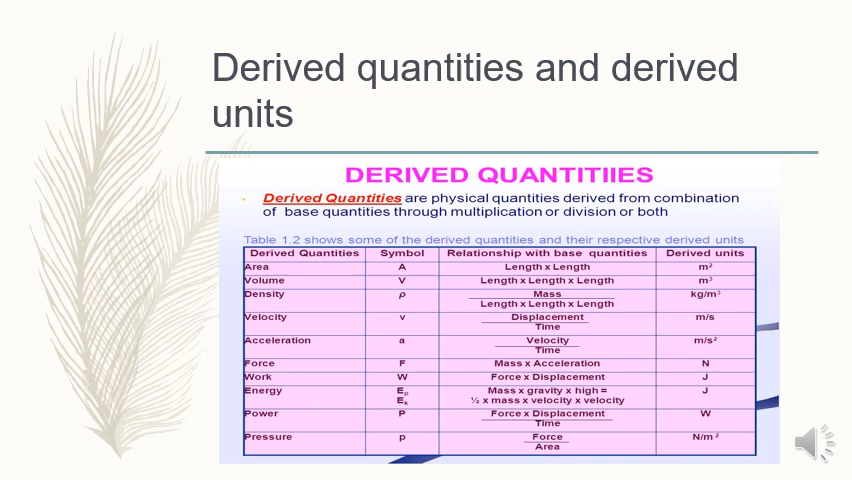 Derived quantities and derived
units
DERIVED QUANTITIIES
• Derived Quantities are physical quantities derived from combination
of base quantities through multiplication or division or both
Table 1.2 shows some of the derived quantities and their respective derived units
Derived Quantities Symbol Relationship with base quantities Derived units
Area A Length x Length m²
Volume V Length x Length x Length m³
Density ρ Mass kg/m³
Length x Length x Length
Velocity v Displacement m/s
Time
Acceleration a Velocity m/s²
Time
Force F Mass x Acceleration N
Work W Force x Displacement J
Energy Eₚ Mass x gravity x high = J
Eₖ ½ x mass x velocity x velocity
Power P Force x Displacement W
Time
Pressure p Force N/m²
Area